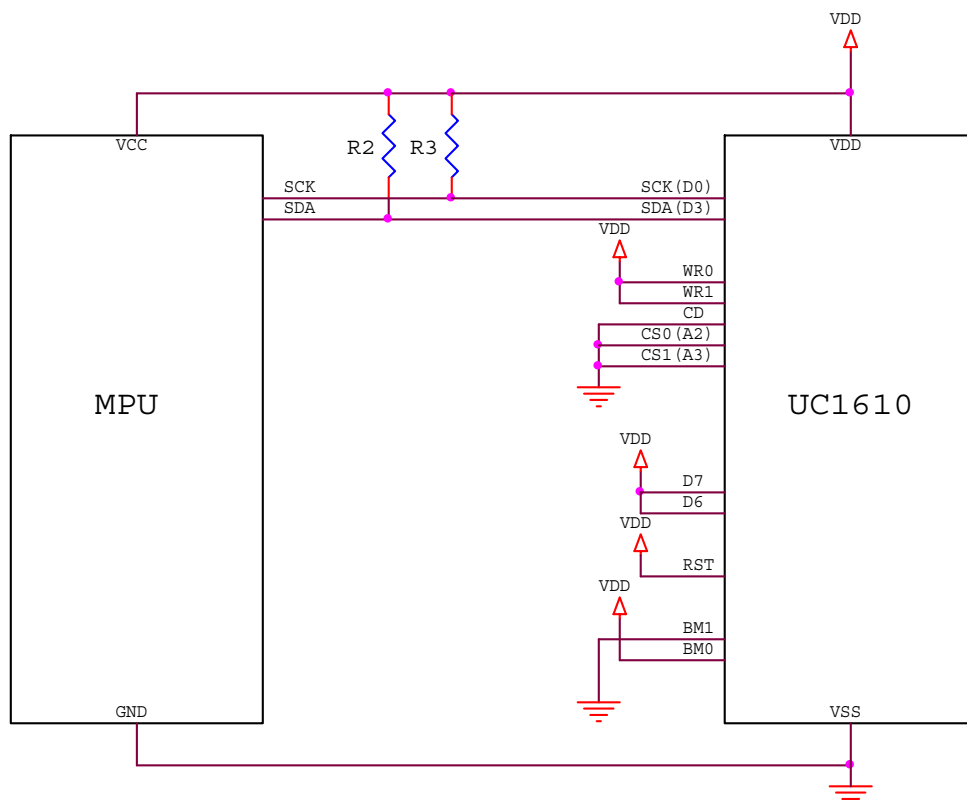 VDD
VCC
VDD
R2
R3
SCK
SCK(D0)
SDA
SDA(D3)
VDD
WR0
WR1
CD
CS0(A2)
CS1(A3)
MPU
UC1610
VDD
D7
D6
VDD
RST
VDD
BM1
BM0
GND
VSS